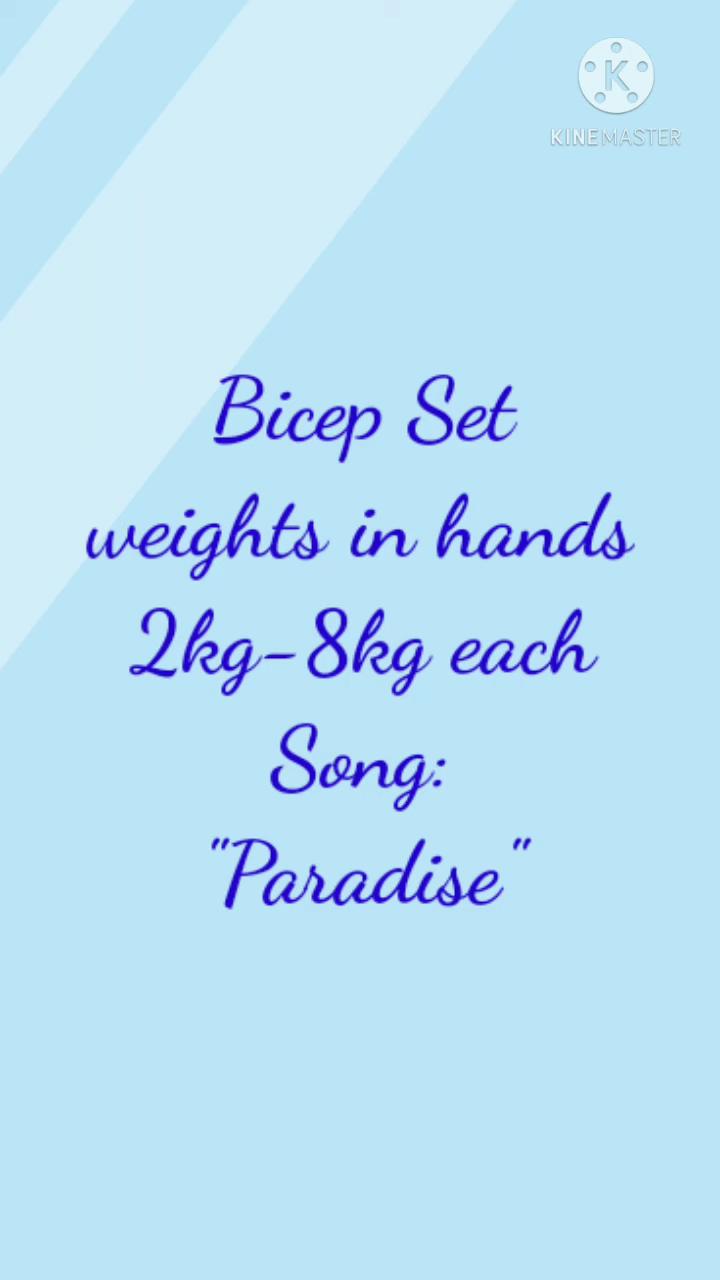 K
KINEMASTER
Bicep Set
weights in hands
2kg-8kg each
Song:
"Paradise"